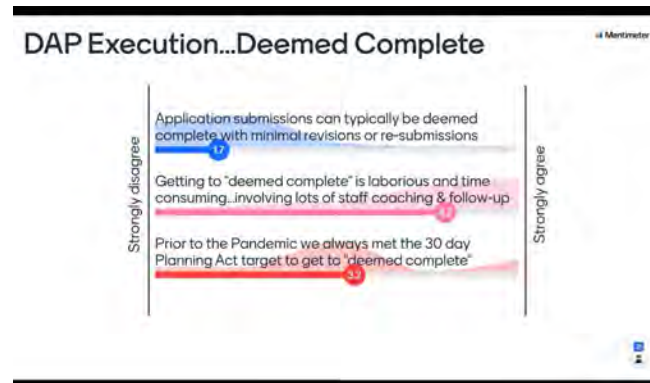 DAP Execution...Deemed Complete
Mentimeter
Application submissions can typically be deemed
complete with minimal revisions or re-submissions
1.7
Getting to "deemed complete" is laborious and time
consuming...involving lots of staff coaching & follow-up
Prior to the Pandemic we always met the 30 day
Planning Act target to get to "deemed complete"
3.2
Strongly disagree
Strongly agree